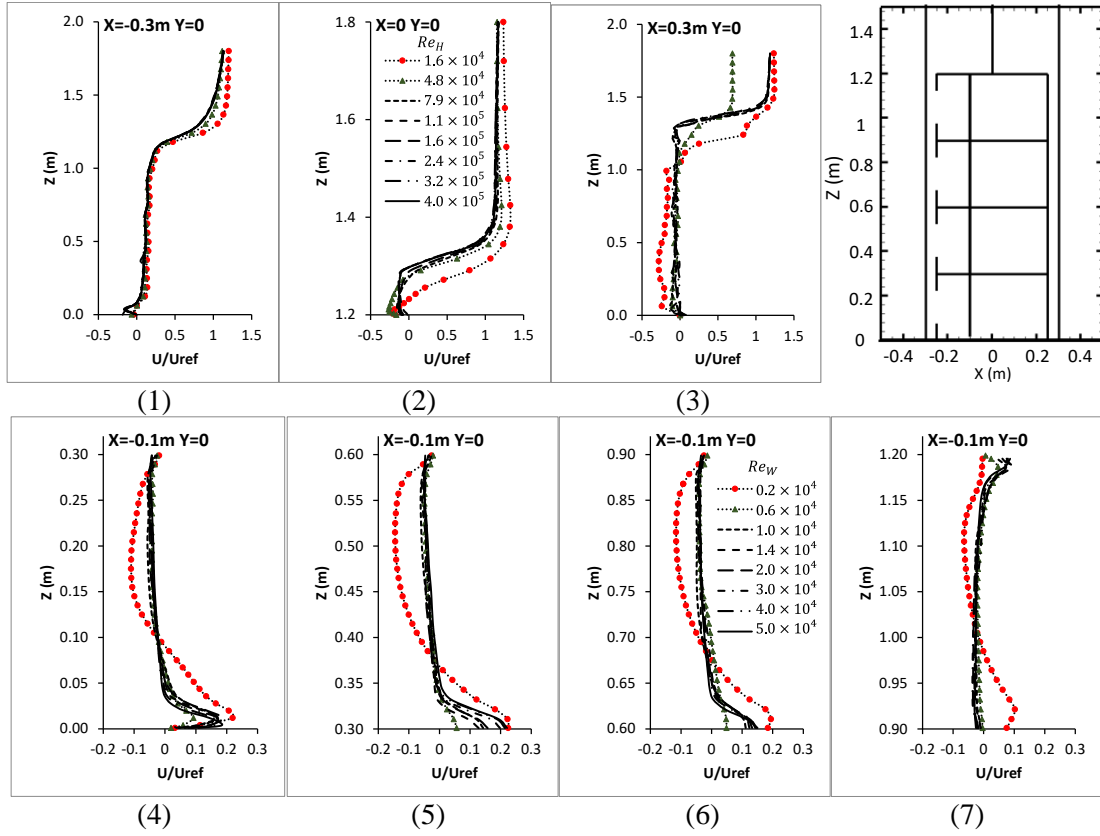 X=-0.3m Y=0
2.0
1.5
1.0
0.5
0.0
Z (m)
-0.5 0 0.5 1 1.5
U/Uref
(1)
X=0 Y=0
Re_H
1.6 × 10^4
4.8 × 10^4
7.9 × 10^4
1.1 × 10^5
1.6 × 10^5
2.4 × 10^5
3.2 × 10^5
4.0 × 10^5
1.8
1.6
1.4
1.2
Z (m)
-0.5 0 0.5 1 1.5
U/Uref
(2)
X=0.3m Y=0
2.0
1.5
1.0
0.5
0.0
Z (m)
-0.5 0 0.5 1 1.5
U/Uref
(3)
1.4
1.2
1
0.8
0.6
0.4
0.2
0
Z (m)
-0.4 -0.2 0 0.2 0.4
X (m)
X=-0.1m Y=0
0.30
0.25
0.20
0.15
0.10
0.05
0.00
Z (m)
-0.2 -0.1 0 0.1 0.2 0.3
U/Uref
(4)
X=-0.1m Y=0
0.60
0.55
0.50
0.45
0.40
0.35
0.30
Z (m)
-0.2 -0.1 0 0.1 0.2 0.3
U/Uref
(5)
X=-0.1m Y=0
Re_W
0.2 × 10^4
0.6 × 10^4
1.0 × 10^4
1.4 × 10^4
2.0 × 10^4
3.0 × 10^4
4.0 × 10^4
5.0 × 10^4
0.90
0.85
0.80
0.75
0.70
0.65
0.60
Z (m)
-0.2 -0.1 0 0.1 0.2 0.3
U/Uref
(6)
X=-0.1m Y=0
1.20
1.15
1.10
1.05
1.00
0.95
0.90
Z (m)
-0.2 -0.1 0 0.1 0.2 0.3
U/Uref
(7)